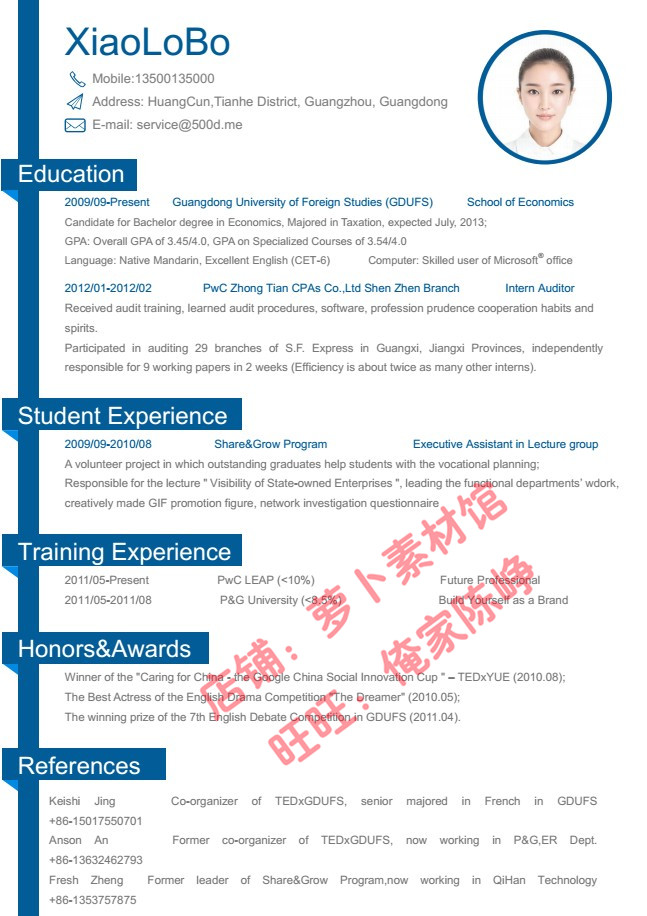 XiaoLoBo
Mobile:13500135000
Address: HuangCun,Tianhe District, Guangzhou, Guangdong
E-mail: service@500d.me
Education
2009/09-Present Guangdong University of Foreign Studies (GDUFS) School of Economics
Candidate for Bachelor degree in Economics, Majored in Taxation, expected July, 2013;
GPA: Overall GPA of 3.45/4.0, GPA on Specialized Courses of 3.54/4.0
Language: Native Mandarin, Excellent English (CET-6) Computer: Skilled user of Microsoft® office
2012/01-2012/02 PwC Zhong Tian CPAs Co.,Ltd Shen Zhen Branch Intern Auditor
Received audit training, learned audit procedures, software, profession prudence cooperation habits and
spirits.
Participated in auditing 29 branches of S.F. Express in Guangxi, Jiangxi Provinces, independently
responsible for 9 working papers in 2 weeks (Efficiency is about twice as many other interns).
Student Experience
2009/09-2010/08 Share&Grow Program Executive Assistant in Lecture group
A volunteer project in which outstanding graduates help students with the vocational planning;
Responsible for the lecture " Visibility of State-owned Enterprises ", leading the functional departments' wdork,
creatively made GIF promotion figure, network investigation questionnaire
Training Experience
2011/05-Present PwC LEAP (<10%) Future Professional
2011/05-2011/08 P&G University (<8.5%) Build Yourself as a Brand
店铺：萝卜素材馆
旺旺：俺家陈峥
Honors&Awards
Winner of the "Caring for China - the Google China Social Innovation Cup " – TEDxYUE (2010.08);
The Best Actress of the English Drama Competition "The Dreamer" (2010.05);
The winning prize of the 7th English Debate Competition in GDUFS (2011.04).
References
Keishi Jing Co-organizer of TEDxGDUFS, senior majored in French in GDUFS
+86-15017550701
Anson An Former co-organizer of TEDxGDUFS, now working in P&G,ER Dept.
+86-13632462793
Fresh Zheng Former leader of Share&Grow Program,now working in QiHan Technology
+86-1353757875